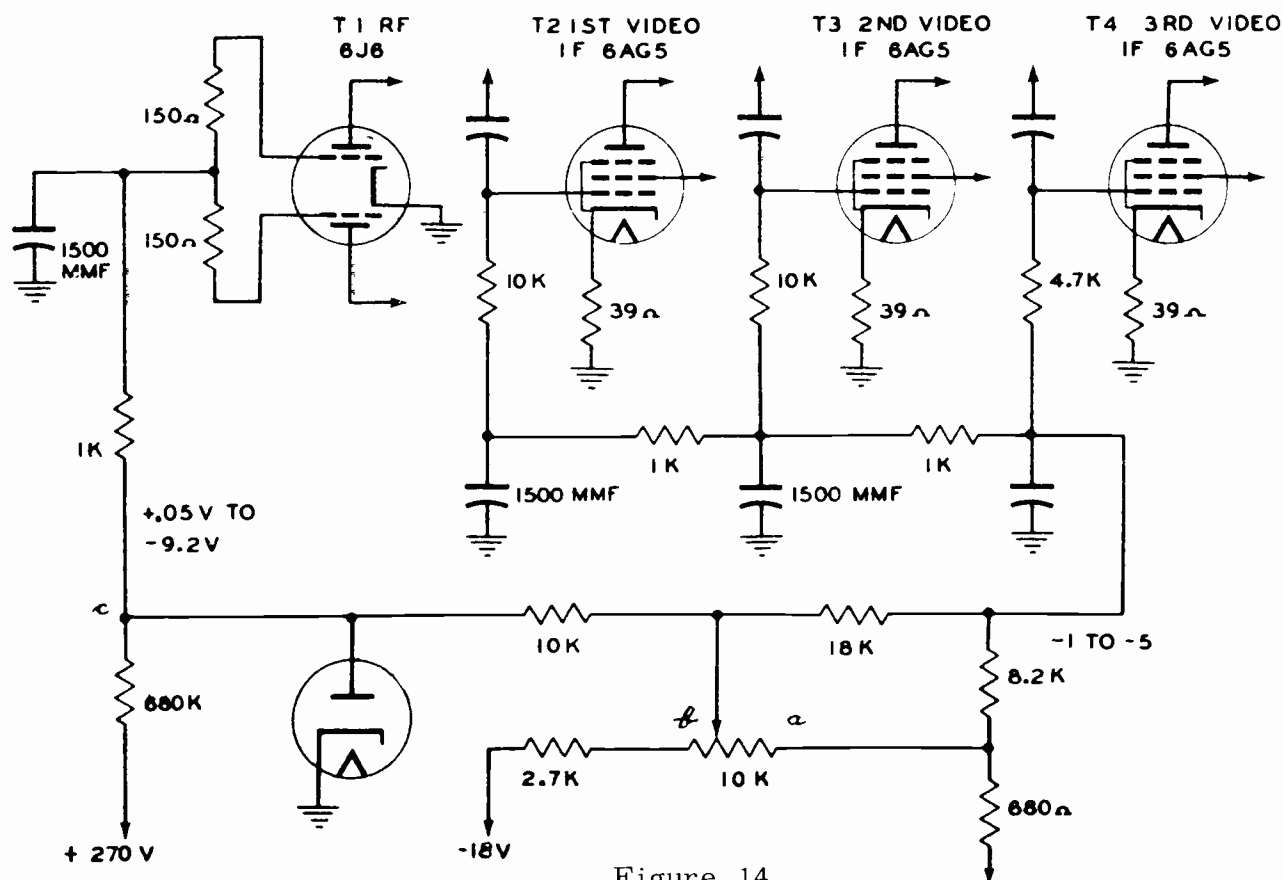 T 1 RF
6J6
T2 1ST VIDEO
IF 6AG5
T3 2ND VIDEO
IF 6AG5
T4 3RD VIDEO
IF 6AG5
150Ω
150Ω
1500
MMF
10K
39Ω
10K
39Ω
4.7K
39Ω
1K
1K
1K
1500 MMF
1500 MMF
+.05V TO
-9.2V
c
10K
18K
-1 TO -5
680K
8.2K
b
a
2.7K
10K
680Ω
+ 270V
-18V
Figure 14